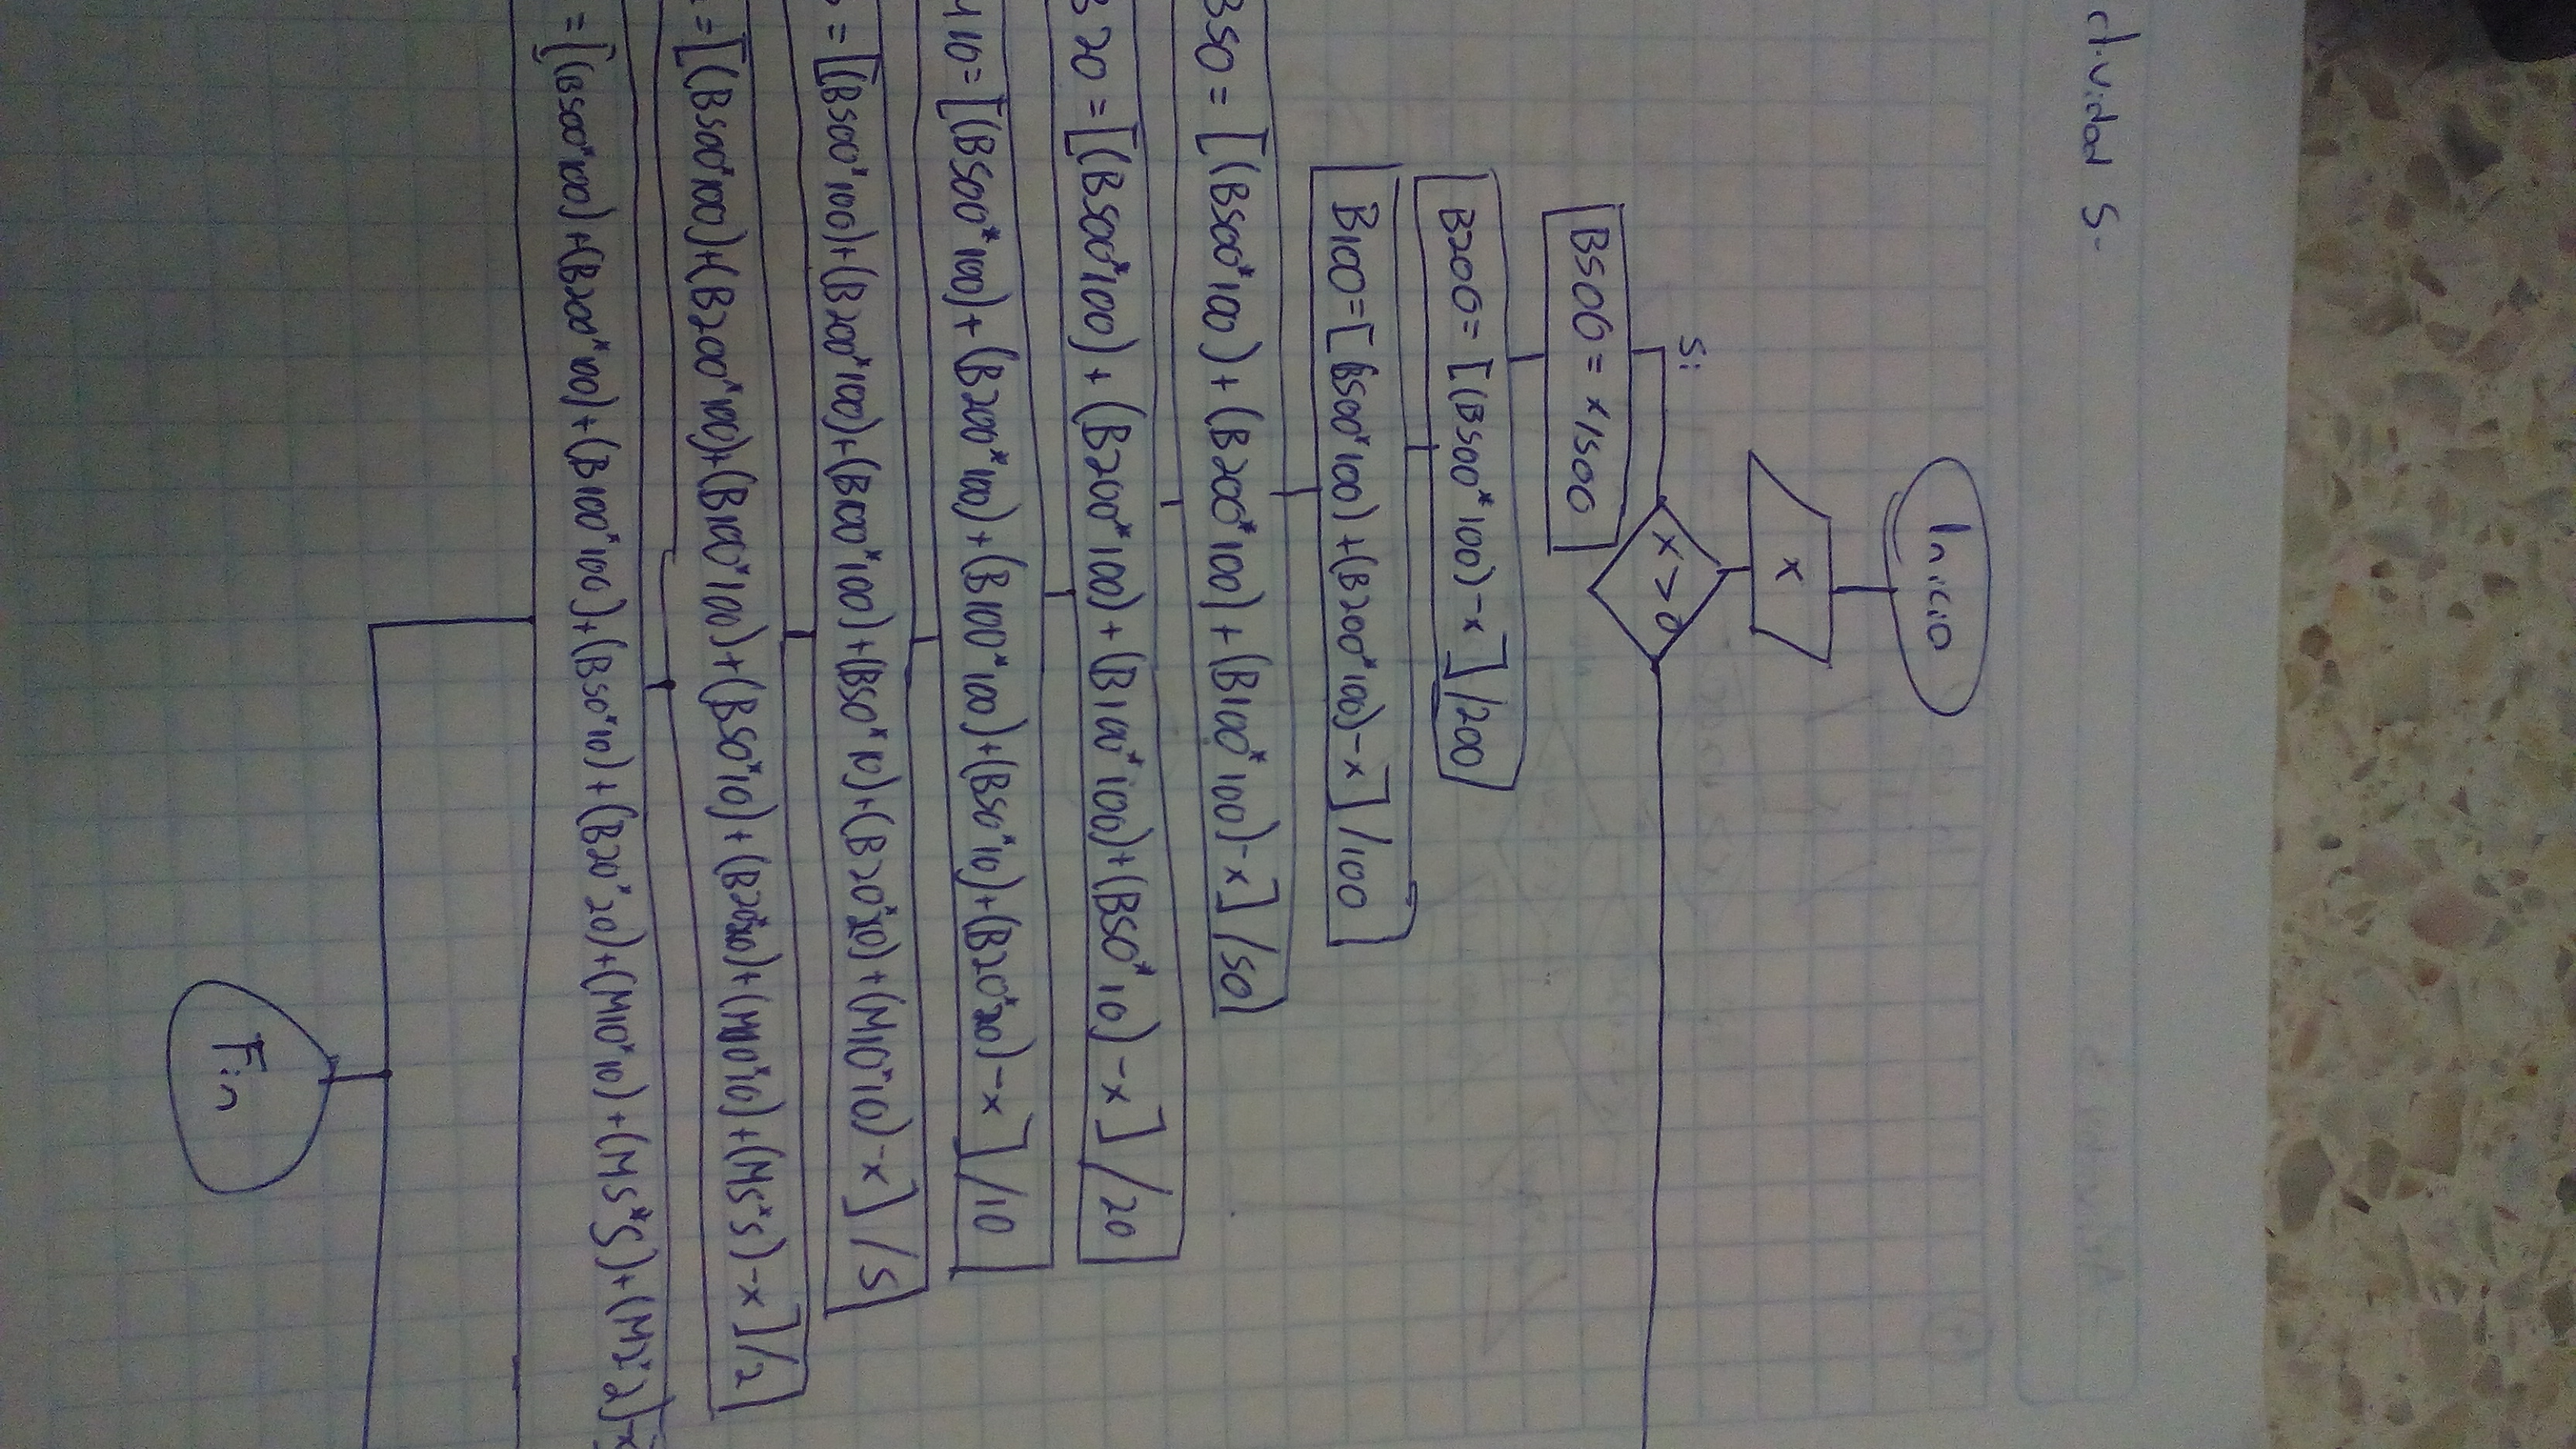 ctividad 5-
Inicio
x
x>0
Si
B500= x/500
B200= [(B500*100)-x]/200
B100=[(B500*100)+(B200*100)-x]/100
B50= [(B500*100)+(B200*100)+(B100*100)-x]/50
B20=[(B500*100)+(B200*100)+(B100*100)+(B50*10)-x]/20
M10=[(B500*100)+(B200*100)+(B100*100)+(B50*10)+(B20*20)-x]/10
=[(B500*100)+(B200*100)+(B100*100)+(B50*10)+(B20*20)+(M10*10)-x]/5
=[(B500*100)+(B200*100)+(B100*100)+(B50*10)+(B20*20)+(M10*10)+(M5*5)-x]/2
=[(B500*100)+(B200*100)+(B100*100)+(B50*10)+(B20*20)+(M10*10)+(M5*5)+(M2*2)-x
Fin